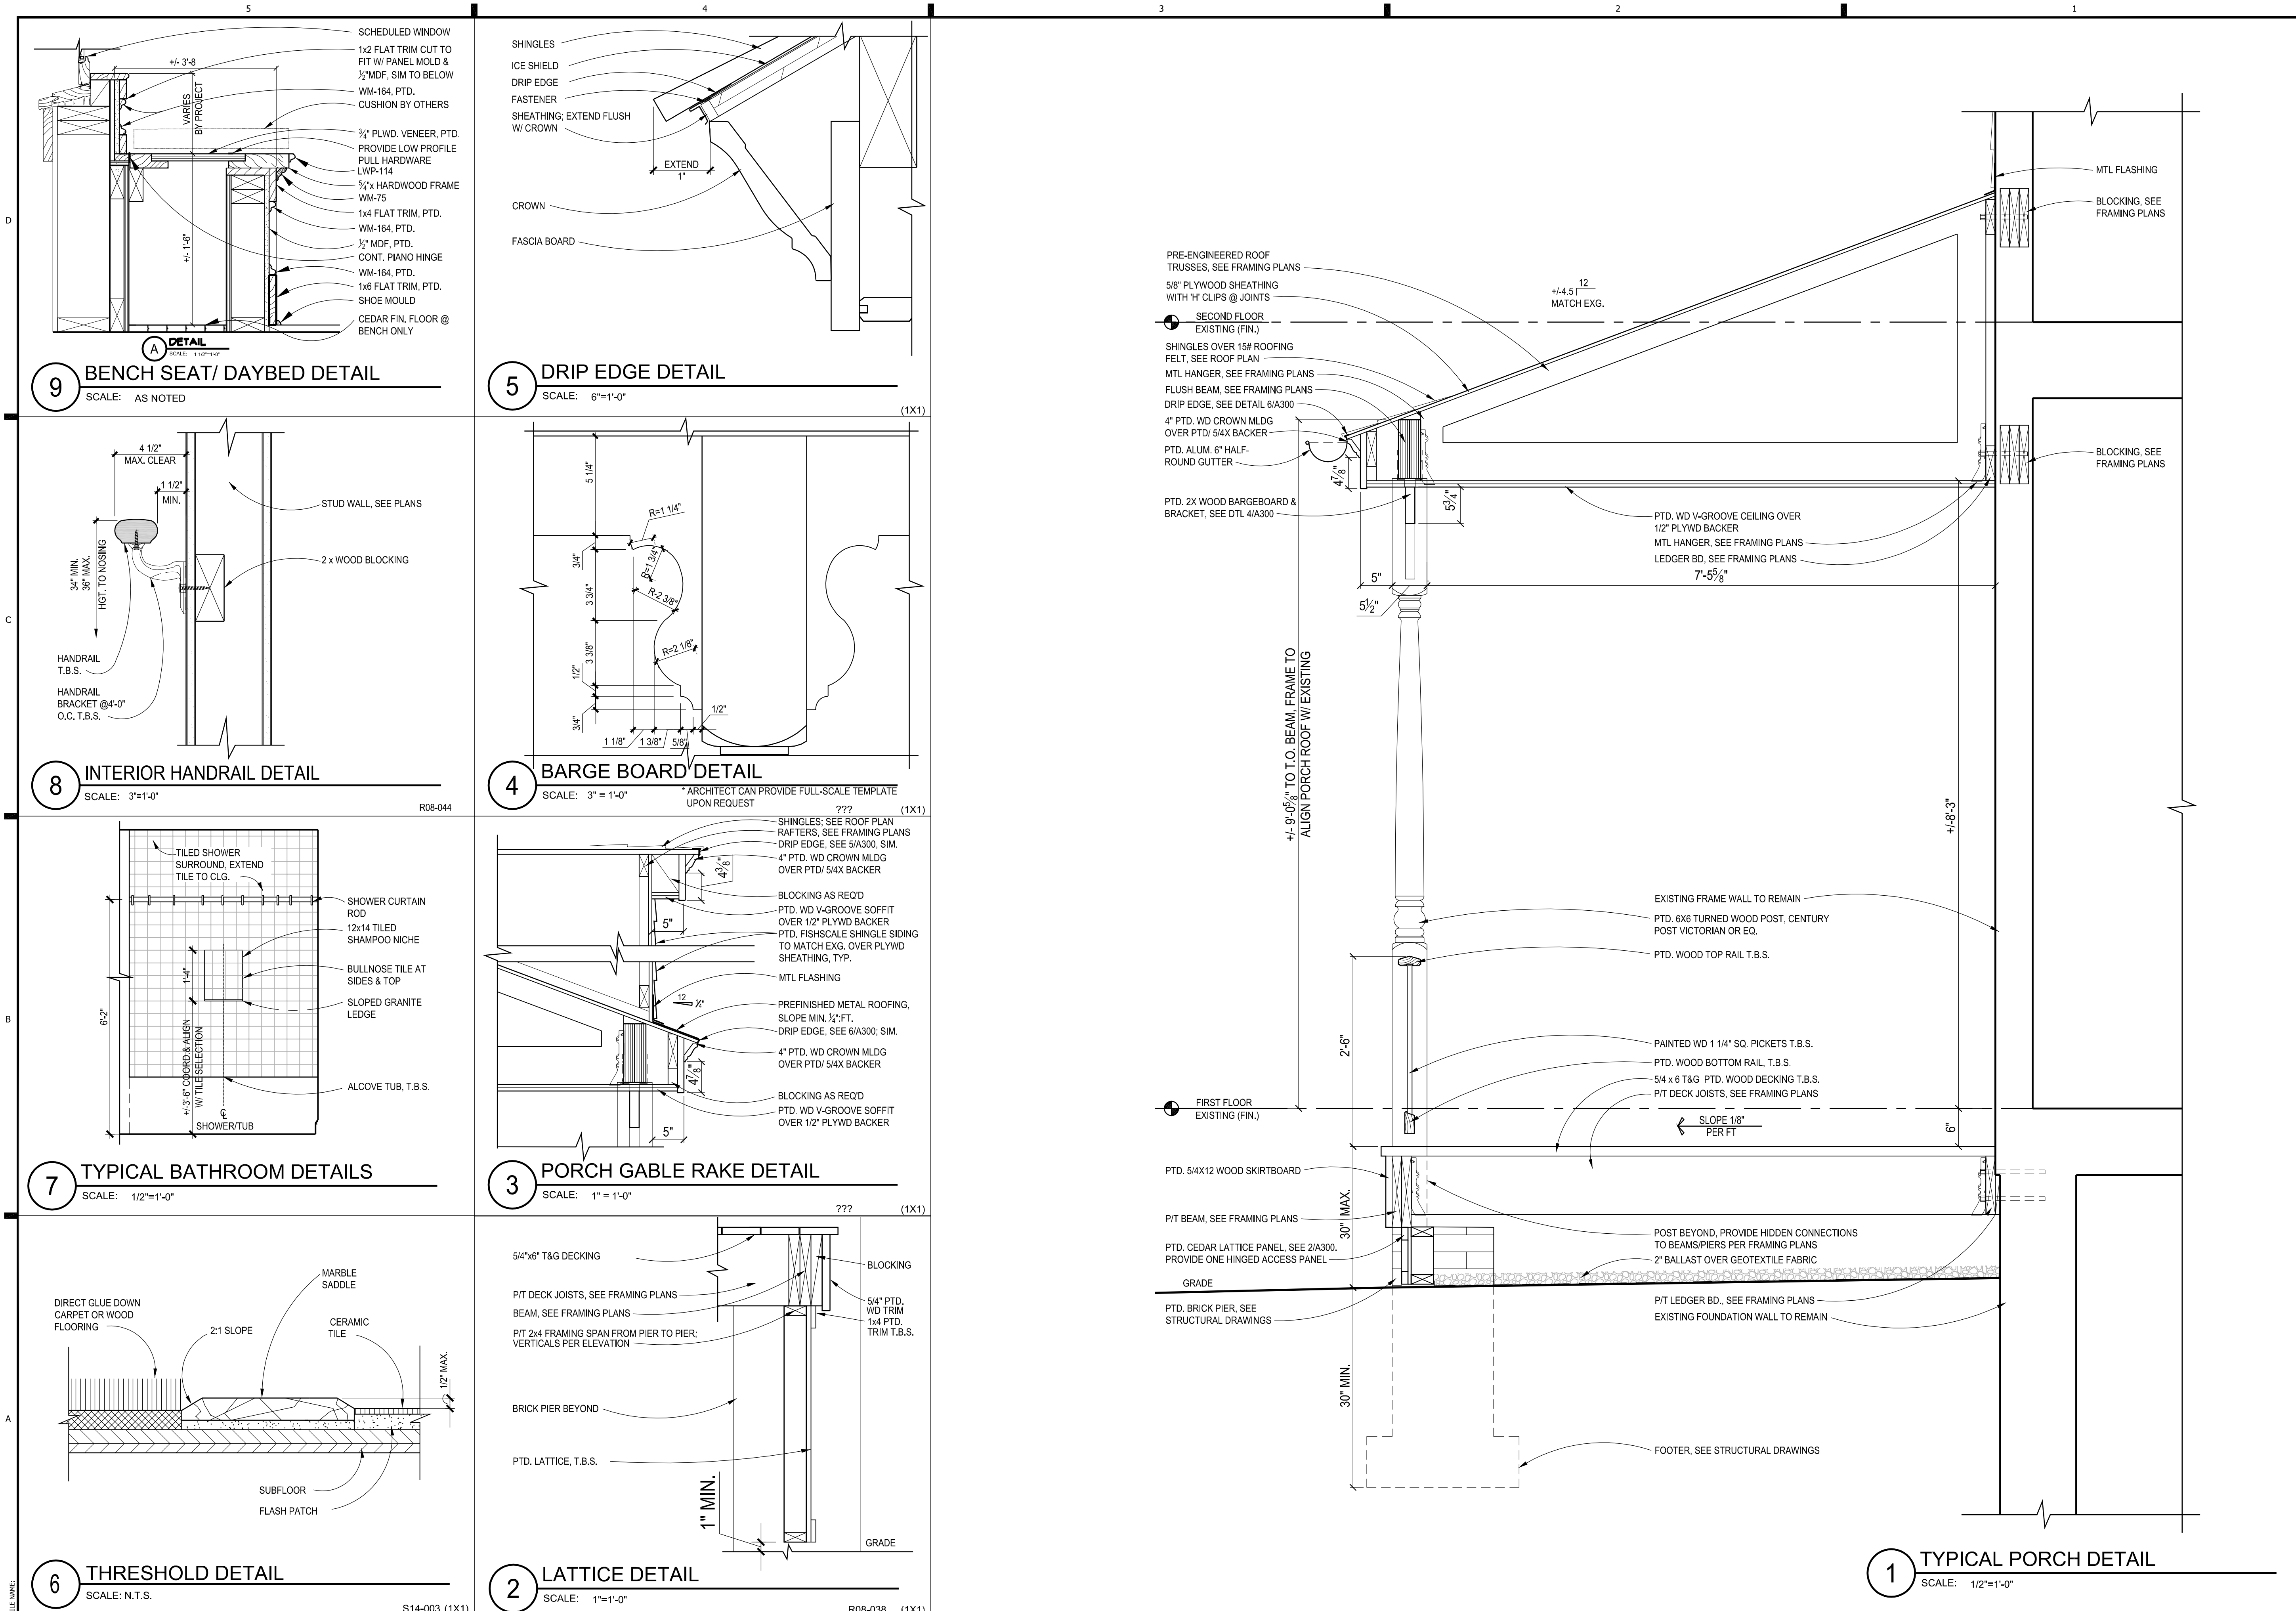 5
4
3
2
1
D
C
B
A
SCHEDULED WINDOW
1x2 FLAT TRIM CUT TO
FIT W/ PANEL MOLD &
½"MDF, SIM TO BELOW
WM-164, PTD.
CUSHION BY OTHERS
¾" PLWD. VENEER, PTD.
PROVIDE LOW PROFILE
PULL HARDWARE
LWP-114
5/4"x HARDWOOD FRAME
WM-75
1x4 FLAT TRIM, PTD.
WM-164, PTD.
½" MDF, PTD.
CONT. PIANO HINGE
WM-164, PTD.
1x6 FLAT TRIM, PTD.
SHOE MOULD
CEDAR FIN. FLOOR @
BENCH ONLY
+/- 3'-8
VARIES
BY PROJECT
+/- 1'-6"
A
DETAIL
SCALE: 1 1/2"=1'-0"
9
BENCH SEAT/ DAYBED DETAIL
SCALE: AS NOTED
SHINGLES
ICE SHIELD
DRIP EDGE
FASTENER
SHEATHING; EXTEND FLUSH
W/ CROWN
EXTEND
1"
CROWN
FASCIA BOARD
5
DRIP EDGE DETAIL
SCALE: 6"=1'-0"
(1X1)
4 1/2"
MAX. CLEAR
1 1/2"
MIN.
34" MIN.
36" MAX.
HGT. TO NOSING
STUD WALL, SEE PLANS
2 x WOOD BLOCKING
HANDRAIL
T.B.S.
HANDRAIL
BRACKET @4'-0"
O.C. T.B.S.
8
INTERIOR HANDRAIL DETAIL
SCALE: 3"=1'-0"
R08-044
5 1/4"
3/4"
3 3/4"
3 3/8"
1/2"
3/4"
R=1 1/4"
R=1 3/4"
R-2 3/8"
R=2 1/8"
1/2"
1 1/8"
1 3/8"
5/8"
4
BARGE BOARD DETAIL
SCALE: 3" = 1'-0"
* ARCHITECT CAN PROVIDE FULL-SCALE TEMPLATE
UPON REQUEST
???
(1X1)
TILED SHOWER
SURROUND, EXTEND
TILE TO CLG.
SHOWER CURTAIN
ROD
12x14 TILED
SHAMPOO NICHE
BULLNOSE TILE AT
SIDES & TOP
SLOPED GRANITE
LEDGE
ALCOVE TUB, T.B.S.
6'-2"
1'-4"
+/-3'-6" COORD.& ALIGN
W/ TILE SELECTION
SHOWER/TUB
7
TYPICAL BATHROOM DETAILS
SCALE: 1/2"=1'-0"
SHINGLES; SEE ROOF PLAN
RAFTERS, SEE FRAMING PLANS
DRIP EDGE, SEE 5/A300, SIM.
4" PTD. WD CROWN MLDG
OVER PTD/ 5/4X BACKER
4⅜"
BLOCKING AS REQ'D
PTD. WD V-GROOVE SOFFIT
OVER 1/2" PLYWD BACKER
5"
PTD. FISHSCALE SHINGLE SIDING
TO MATCH EXG. OVER PLYWD
SHEATHING, TYP.
MTL FLASHING
12
¼"
PREFINISHED METAL ROOFING,
SLOPE MIN. ¼":FT.
DRIP EDGE, SEE 6/A300; SIM.
4" PTD. WD CROWN MLDG
OVER PTD/ 5/4X BACKER
4⅞"
BLOCKING AS REQ'D
PTD. WD V-GROOVE SOFFIT
OVER 1/2" PLYWD BACKER
5"
3
PORCH GABLE RAKE DETAIL
SCALE: 1" = 1'-0"
???
(1X1)
MARBLE
SADDLE
DIRECT GLUE DOWN
CARPET OR WOOD
FLOORING
2:1 SLOPE
CERAMIC
TILE
1/2" MAX.
SUBFLOOR
FLASH PATCH
6
THRESHOLD DETAIL
SCALE: N.T.S.
S14-003 (1X1)
5/4"x6" T&G DECKING
BLOCKING
P/T DECK JOISTS, SEE FRAMING PLANS
BEAM, SEE FRAMING PLANS
P/T 2x4 FRAMING SPAN FROM PIER TO PIER;
VERTICALS PER ELEVATION
5/4" PTD.
WD TRIM
1x4 PTD.
TRIM T.B.S.
BRICK PIER BEYOND
PTD. LATTICE, T.B.S.
1" MIN.
GRADE
2
LATTICE DETAIL
SCALE: 1"=1'-0"
R08-038 (1X1)
MTL FLASHING
BLOCKING, SEE
FRAMING PLANS
PRE-ENGINEERED ROOF
TRUSSES, SEE FRAMING PLANS
5/8" PLYWOOD SHEATHING
WITH 'H' CLIPS @ JOINTS
12
+/-4.5
MATCH EXG.
SECOND FLOOR
EXISTING (FIN.)
SHINGLES OVER 15# ROOFING
FELT, SEE ROOF PLAN
MTL HANGER, SEE FRAMING PLANS
FLUSH BEAM, SEE FRAMING PLANS
DRIP EDGE, SEE DETAIL 6/A300
4" PTD. WD CROWN MLDG
OVER PTD/ 5/4X BACKER
PTD. ALUM. 6" HALF-
ROUND GUTTER
BLOCKING, SEE
FRAMING PLANS
4⅞"
5¾"
PTD. 2X WOOD BARGEBOARD &
BRACKET, SEE DTL 4/A300
PTD. WD V-GROOVE CEILING OVER
1/2" PLYWD BACKER
MTL HANGER, SEE FRAMING PLANS
LEDGER BD, SEE FRAMING PLANS
5"
7'-5⅝"
5½"
+/- 9'-0⅝" TO T.O. BEAM, FRAME TO
ALIGN PORCH ROOF W/ EXISTING
+/-8'-3"
EXISTING FRAME WALL TO REMAIN
PTD. 6X6 TURNED WOOD POST, CENTURY
POST VICTORIAN OR EQ.
PTD. WOOD TOP RAIL T.B.S.
2'-6"
PAINTED WD 1 1/4" SQ. PICKETS T.B.S.
PTD. WOOD BOTTOM RAIL, T.B.S.
5/4 x 6 T&G PTD. WOOD DECKING T.B.S.
P/T DECK JOISTS, SEE FRAMING PLANS
FIRST FLOOR
EXISTING (FIN.)
SLOPE 1/8"
PER FT
6"
PTD. 5/4X12 WOOD SKIRTBOARD
30" MAX.
P/T BEAM, SEE FRAMING PLANS
POST BEYOND, PROVIDE HIDDEN CONNECTIONS
TO BEAMS/PIERS PER FRAMING PLANS
2" BALLAST OVER GEOTEXTILE FABRIC
PTD. CEDAR LATTICE PANEL, SEE 2/A300.
PROVIDE ONE HINGED ACCESS PANEL
GRADE
PTD. BRICK PIER, SEE
STRUCTURAL DRAWINGS
P/T LEDGER BD., SEE FRAMING PLANS
EXISTING FOUNDATION WALL TO REMAIN
30" MIN.
FOOTER, SEE STRUCTURAL DRAWINGS
1
TYPICAL PORCH DETAIL
SCALE: 1/2"=1'-0"